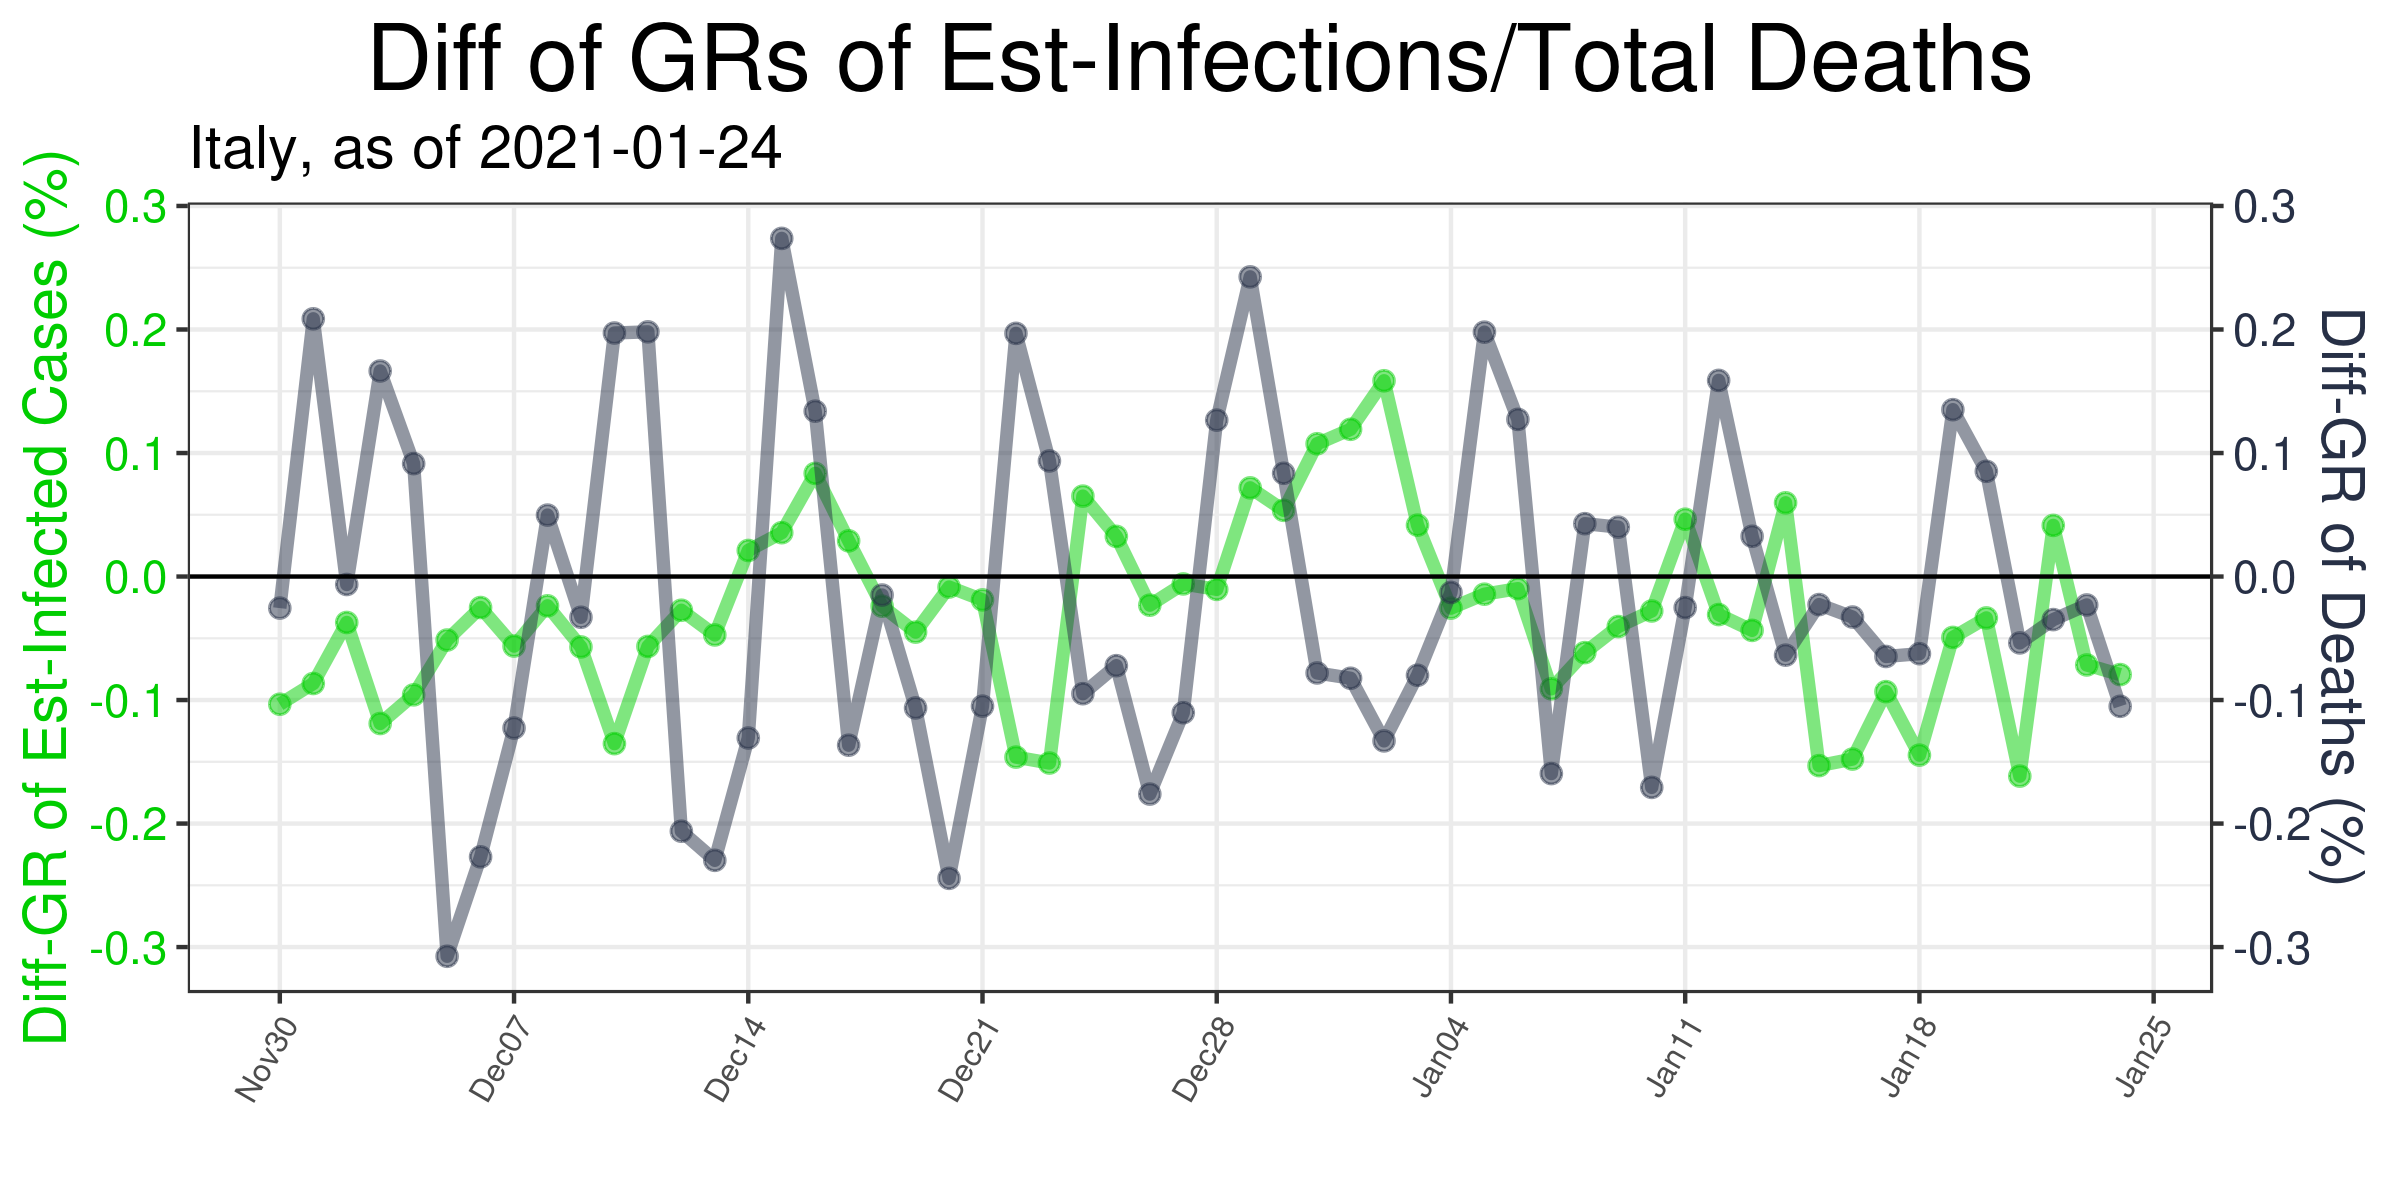 Diff of GRs of Est-Infections/Total Deaths
Italy, as of 2021-01-24
Diff-GR of Est-Infected Cases (%)
0.3
0.2
0.1
0.0
-0.1
-0.2
-0.3
0.3
0.2
0.1
0.0
-0.1
-0.2
-0.3
Diff-GR of Deaths (%)
Nov30
Dec07
Dec14
Dec21
Dec28
Jan04
Jan11
Jan18
Jan25